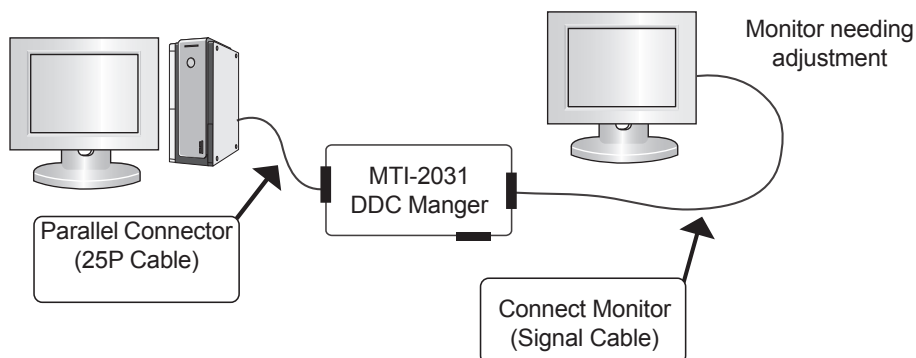 Monitor needing
adjustment
MTI-2031
DDC Manger
Parallel Connector
(25P Cable)
Connect Monitor
(Signal Cable)